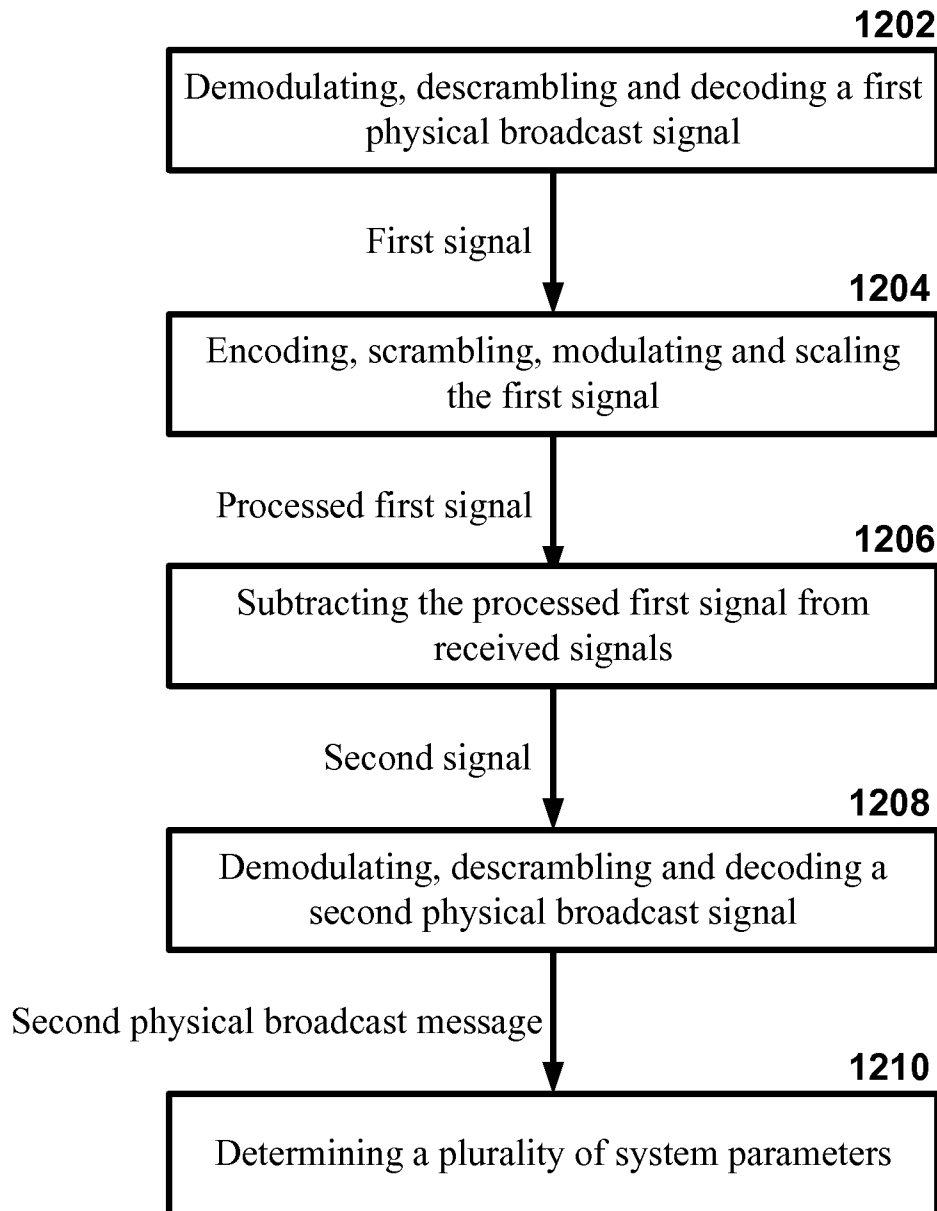 1202
Demodulating, descrambling and decoding a first
physical broadcast signal
First signal
1204
Encoding, scrambling, modulating and scaling
the first signal
Processed first signal
1206
Subtracting the processed first signal from
received signals
Second signal
1208
Demodulating, descrambling and decoding a
second physical broadcast signal
Second physical broadcast message
1210
Determining a plurality of system parameters